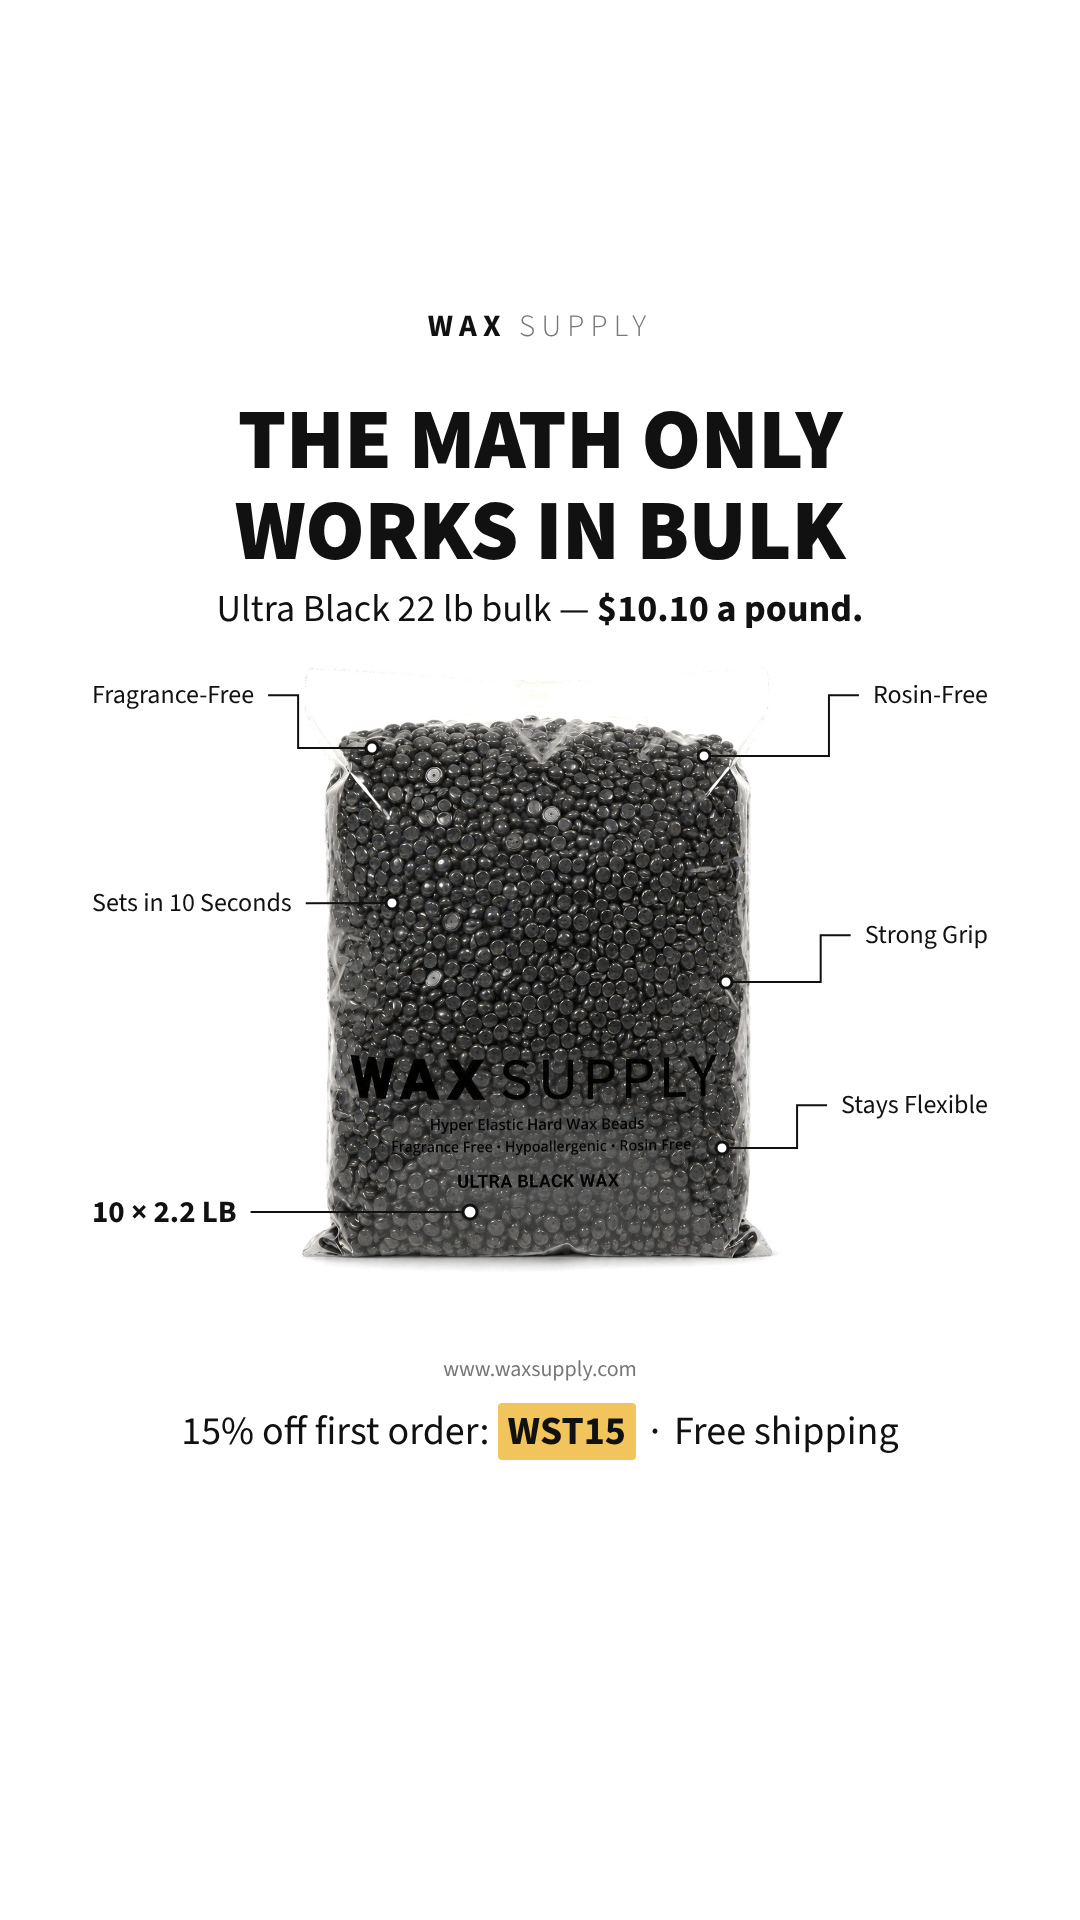 WAX SUPPLY
THE MATH ONLY
WORKS IN BULK
Ultra Black 22 lb bulk — $10.10 a pound.
Fragrance-Free
Rosin-Free
Sets in 10 Seconds
Strong Grip
WAX SUPPLY
Hyper Elastic Hard Wax Beads
Fragrance Free • Hypoallergenic • Rosin Free
ULTRA BLACK WAX
Stays Flexible
10 × 2.2 LB
www.waxsupply.com
15% off first order: WST15 · Free shipping